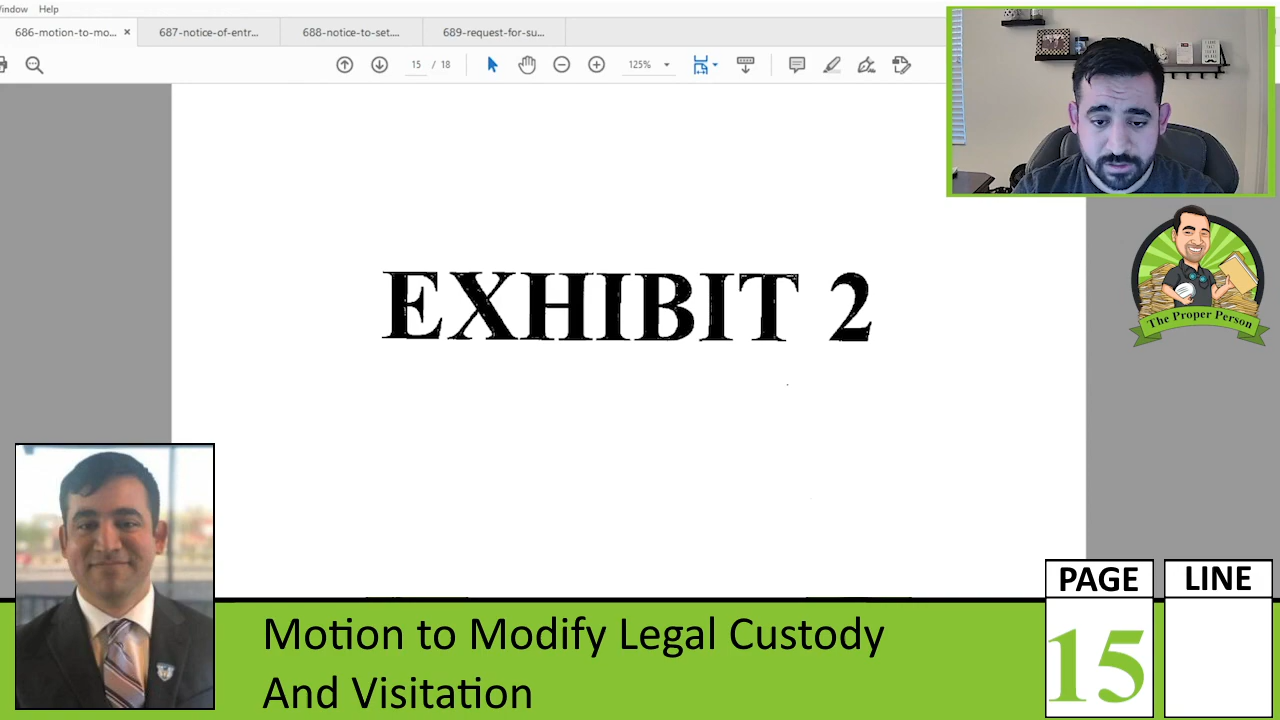 Window Help
686-motion-to-mo... × 687-notice-of-entr... 688-notice-to-set.... 689-request-for-su...
15 / 18 125%
EXHIBIT 2
The Proper Person
PAGE LINE
15
Motion to Modify Legal Custody
And Visitation